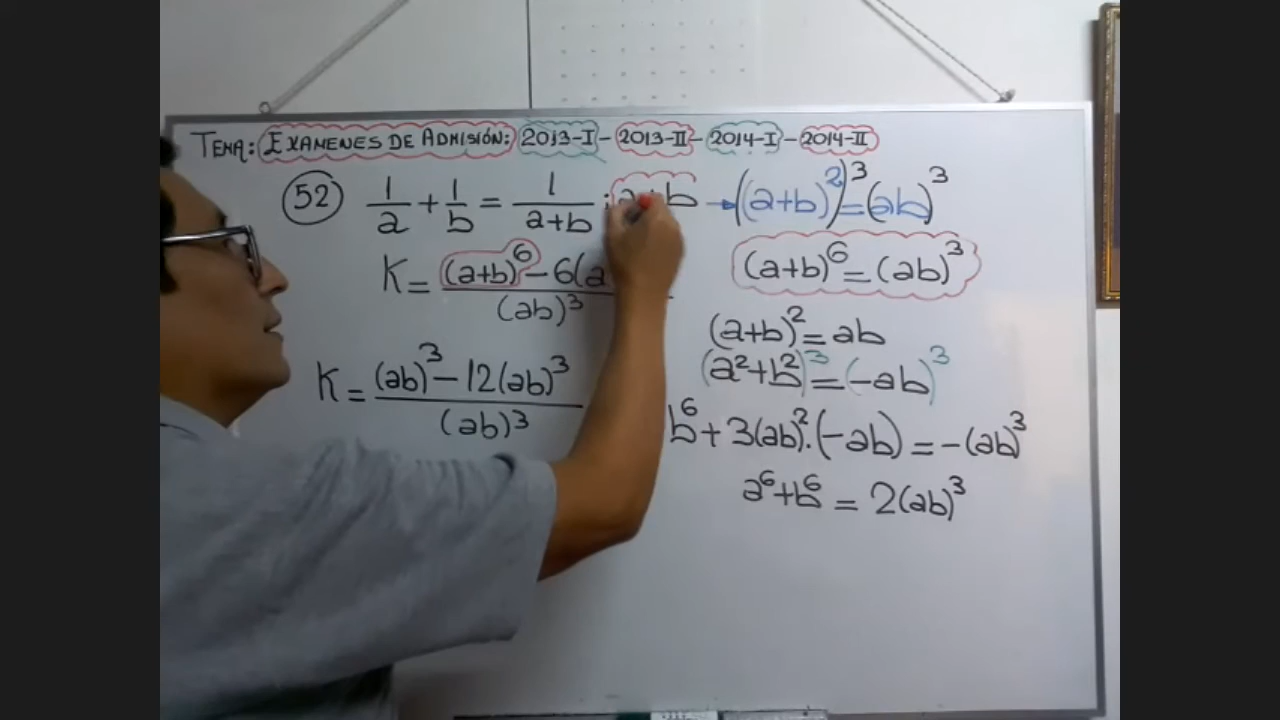 TEMA: EXAMENES DE ADMISIÓN: 2013-I - 2013-II - 2014-I - 2014-II
52 1/a + 1/b = 1/(a+b) ; a+b → ((a+b)²)³ = (ab)³
K = (a+b)⁶ - 6(a
(ab)³
(a+b)⁶ = (ab)³
(a+b)² = ab
K = ((ab)³ - 12(ab)³)/(ab)³
(a² + b²)³ = (-ab)³
b⁶ + 3(ab)².(-ab) = -(ab)³
a⁶ + b⁶ = 2(ab)³